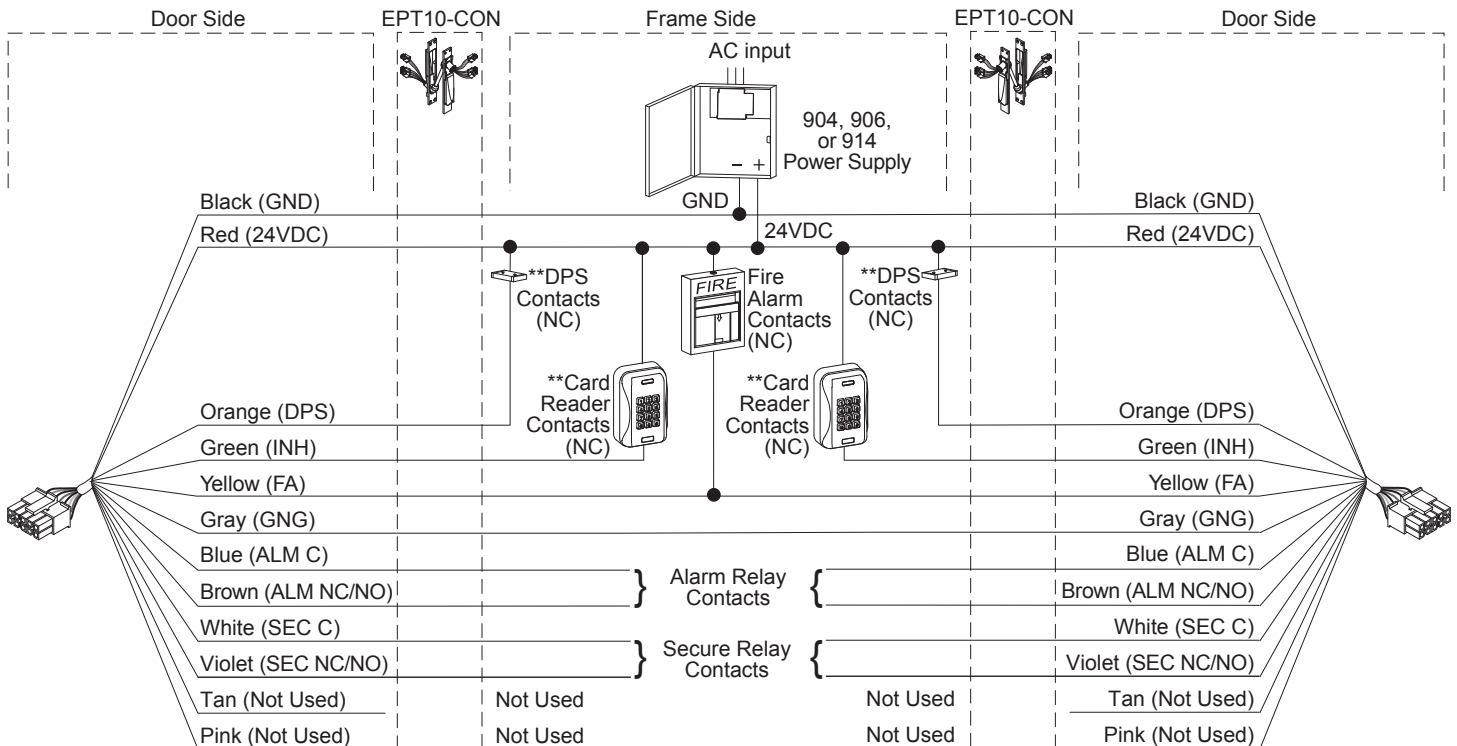 Door Side
EPT10-CON
Frame Side
EPT10-CON
Door Side
AC input
904, 906,
or 914
Power Supply
– +
Black (GND)
GND
Black (GND)
Red (24VDC)
24VDC
Red (24VDC)
**DPS
Contacts
(NC)
FIRE
Fire
Alarm
Contacts
(NC)
**DPS
Contacts
(NC)
**Card
Reader
Contacts
(NC)
**Card
Reader
Contacts
(NC)
Orange (DPS)
Orange (DPS)
Green (INH)
Green (INH)
Yellow (FA)
Yellow (FA)
Gray (GNG)
Gray (GNG)
Blue (ALM C)
Blue (ALM C)
Brown (ALM NC/NO)
} Alarm Relay {
Contacts
Brown (ALM NC/NO)
White (SEC C)
White (SEC C)
Violet (SEC NC/NO)
} Secure Relay {
Contacts
Violet (SEC NC/NO)
Tan (Not Used)
Not Used
Not Used
Tan (Not Used)
Pink (Not Used)
Not Used
Not Used
Pink (Not Used)